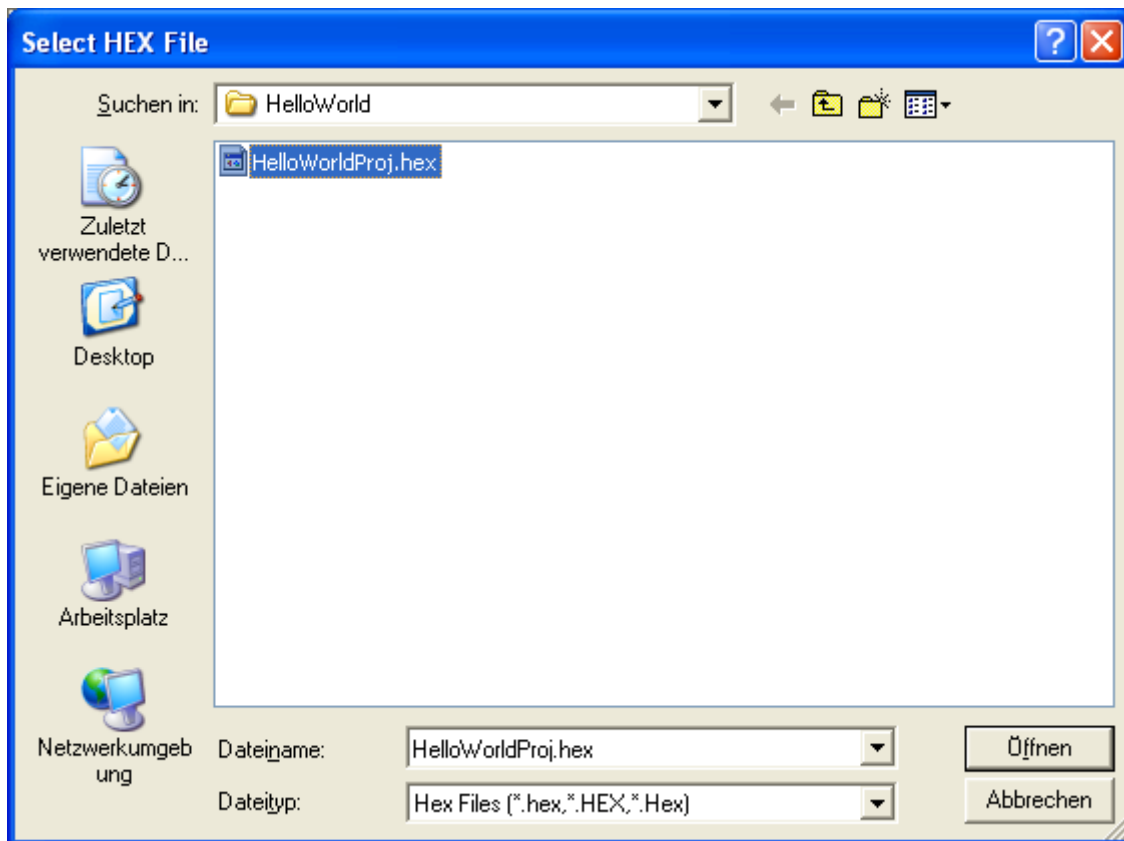 Select HEX File
Suchen in:
HelloWorld
HelloWorldProj.hex
Zuletzt
verwendete D...
Desktop
Eigene Dateien
Arbeitsplatz
Netzwerkumgeb
ung
Dateiname:
HelloWorldProj.hex
Öffnen
Dateityp:
Hex Files (*.hex,*.HEX,*.Hex)
Abbrechen